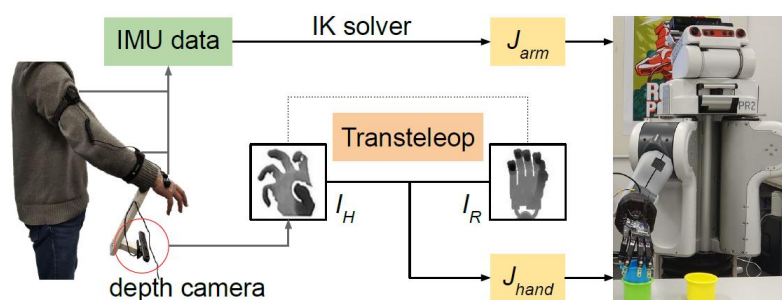 IMU data
IK solver
J_arm
Transteleop
PR2
I_H
I_R
depth camera
J_hand